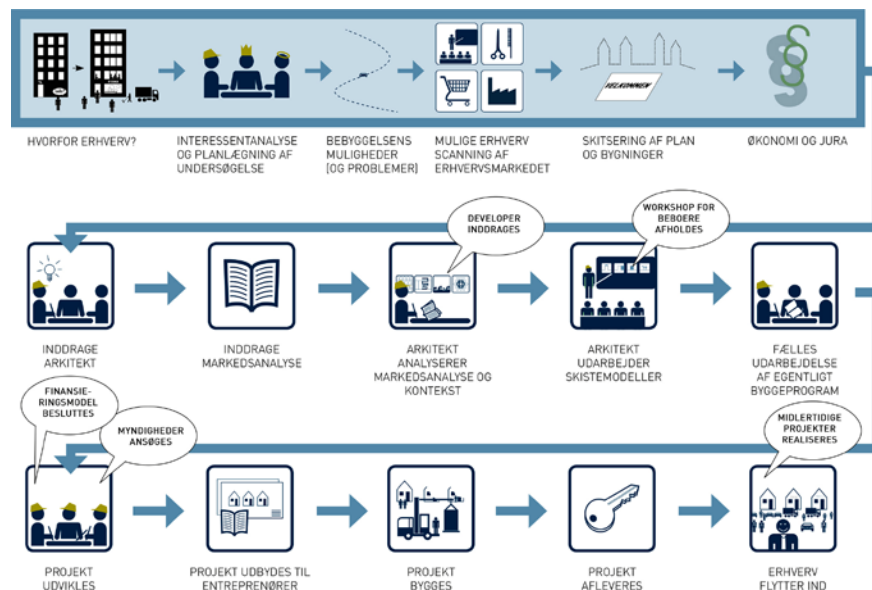 VELKOMMEN
HVORFOR ERHVERV?
INTERESSENTANALYSE
OG PLANLÆGNING AF
UNDERSØGELSE
BEBYGGELSENS
MULIGHEDER
(OG PROBLEMER)
MULIGE ERHVERV
SCANNING AF
ERHVERVSMARKEDET
SKITSERING AF PLAN
OG BYGNINGER
ØKONOMI OG JURA
DEVELOPER
INDDRAGES
WORKSHOP FOR
BEBOERE
AFHOLDES
INDDRAGE
ARKITEKT
INDDRAGE
MARKEDSANALYSE
ARKITEKT
ANALYSERER
MARKEDSANALYSE OG
KONTEKST
ARKITEKT
UDARBEJDER
SKISTEMODELLER
FÆLLES
UDARBEJDELSE
AF EGENTLIGT
BYGGEPROGRAM
FINANSIE-
RINGSMODEL
BESLUTTES
MYNDIGHEDER
ANSØGES
MIDLERTIDIGE
PROJEKTER
REALISERES
PROJEKT
UDVIKLES
PROJEKT UDBYDES TIL
ENTREPRENØRER
PROJEKT
BYGGES
PROJEKT
AFLEVERES
ERHVERV
FLYTTER IND